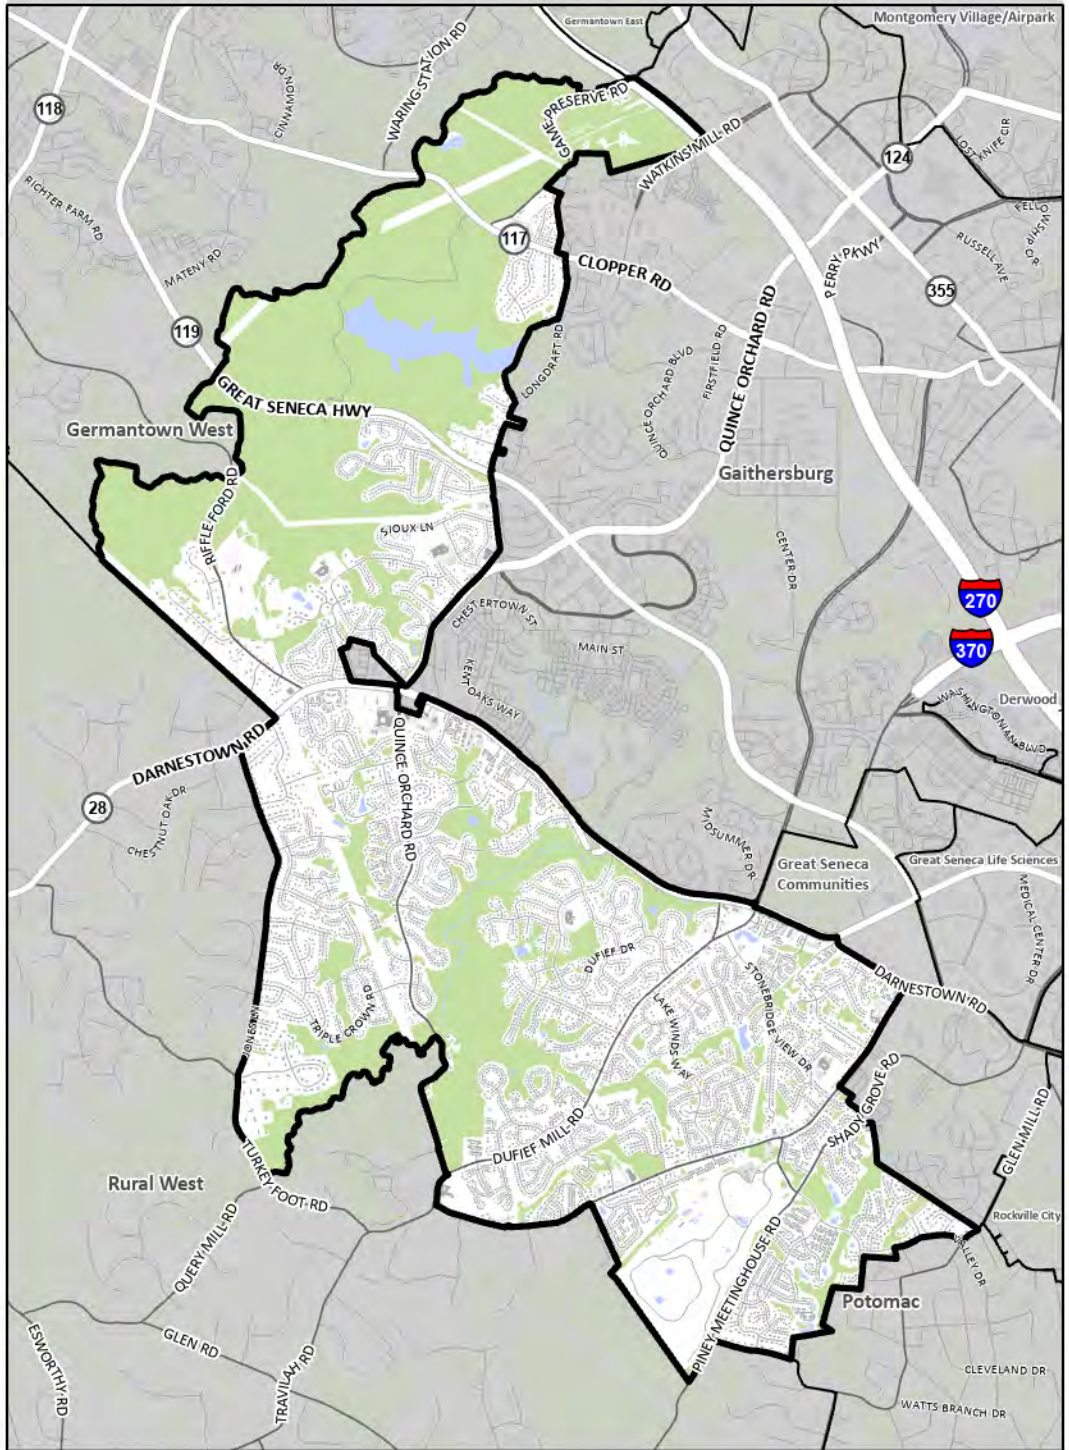 Germantown East
Montgomery Village/Airpark
WARING STATION RD
CINNAMON DR
118
GAME PRESERVE RD
WATKINS MILL RD
LOST KNIFE CIR
124
RICHTER FARM RD
FELLOWSHIP CIR
RUSSELL AVE
117
PERRY PKWY
MATENY RD
CLOPPER RD
355
119
QUINCE ORCHARD RD
LONGDRAFT RD
FIRSTFIELD RD
QUINCE ORCHARD BLVD
GREAT SENECA HWY
Germantown West
Gaithersburg
RIFFLE FORD RD
SIOUX LN
CENTER DR
270
CHESTERTOWN ST
370
MAIN ST
KENT OAKS WAY
Derwood
WASHINGTONIAN BLVD
DARNESTOWN RD
QUINCE ORCHARD RD
28
CHESTNUT OAK DR
MIDSUMMER DR
Great Seneca
Communities
Great Seneca Life Sciences
MEDICAL CENTER DR
DUFIEF DR
STONEBRIDGE VIEW DR
DARNESTOWN RD
LAKE WINDS WAY
TRIPLE CROWN RD
JONES LN
SHADY GROVE RD
GLEN MILL RD
DUFIEF MILL RD
TURKEY FOOT RD
Rural West
Rockville City
QUERY MILL RD
PINEY MEETINGHOUSE RD
VALLEY DR
Potomac
ESWORTHY RD
GLEN RD
TRAVILAH RD
CLEVELAND DR
WATTS BRANCH DR